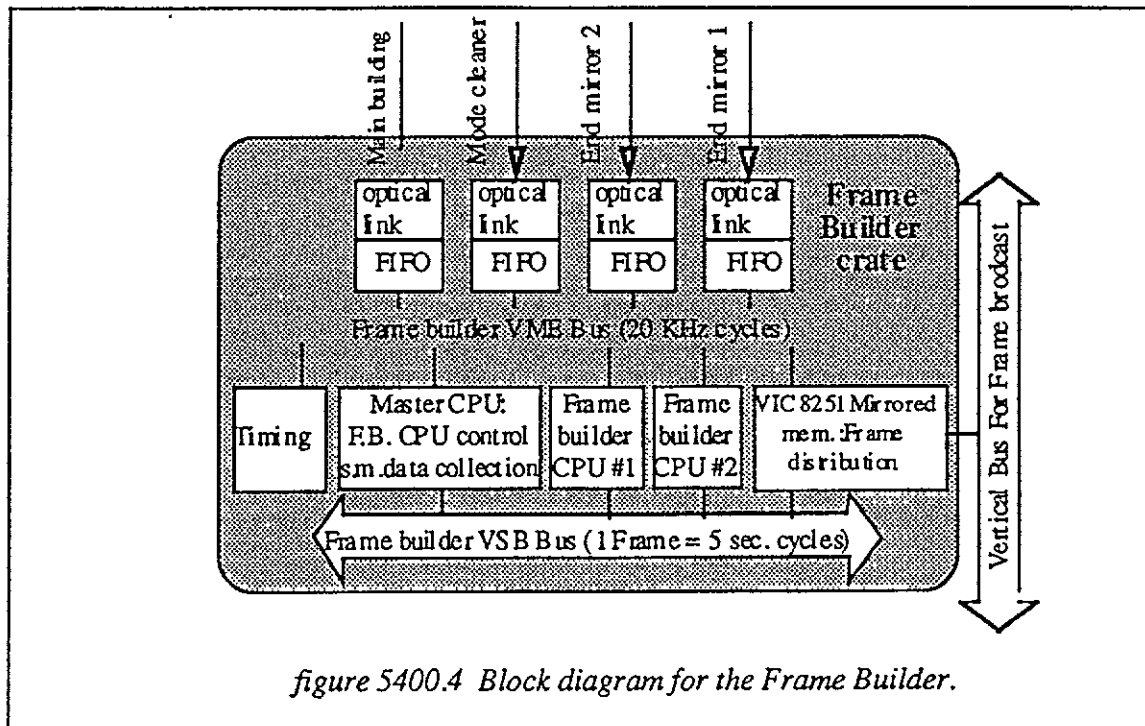 Main building
Mode cleaner
End mirror 2
End mirror 1
optical
link
FIFO
optical
link
FIFO
optical
link
FIFO
optical
link
FIFO
Frame
Builder
crate
Frame builder VME Bus (20 KHz cycles)
Timing
Master CPU:
F.B. CPU control
s.m.data collection
Frame
builder
CPU #1
Frame
builder
CPU #2
VIC 8251 Mirrored
mem.:Frame
distribution
Frame builder VSB Bus (1 Frame = 5 sec. cycles)
Vertical Bus For Frame brodcast
figure 5400.4 Block diagram for the Frame Builder.